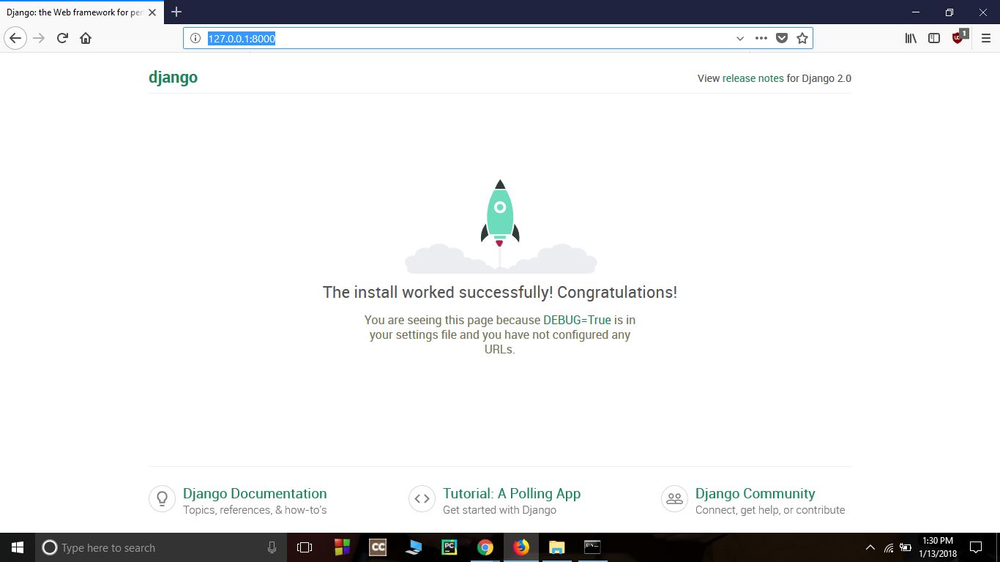 Django: the Web framework for per
127.0.0.1:8000
1
django
View release notes for Django 2.0
The install worked successfully! Congratulations!
You are seeing this page because DEBUG=True is in
your settings file and you have not configured any
URLs.
Django Documentation
Topics, references, & how-to's
Tutorial: A Polling App
Get started with Django
Django Community
Connect, get help, or contribute
Type here to search
CC
PC
1:30 PM
1/13/2018